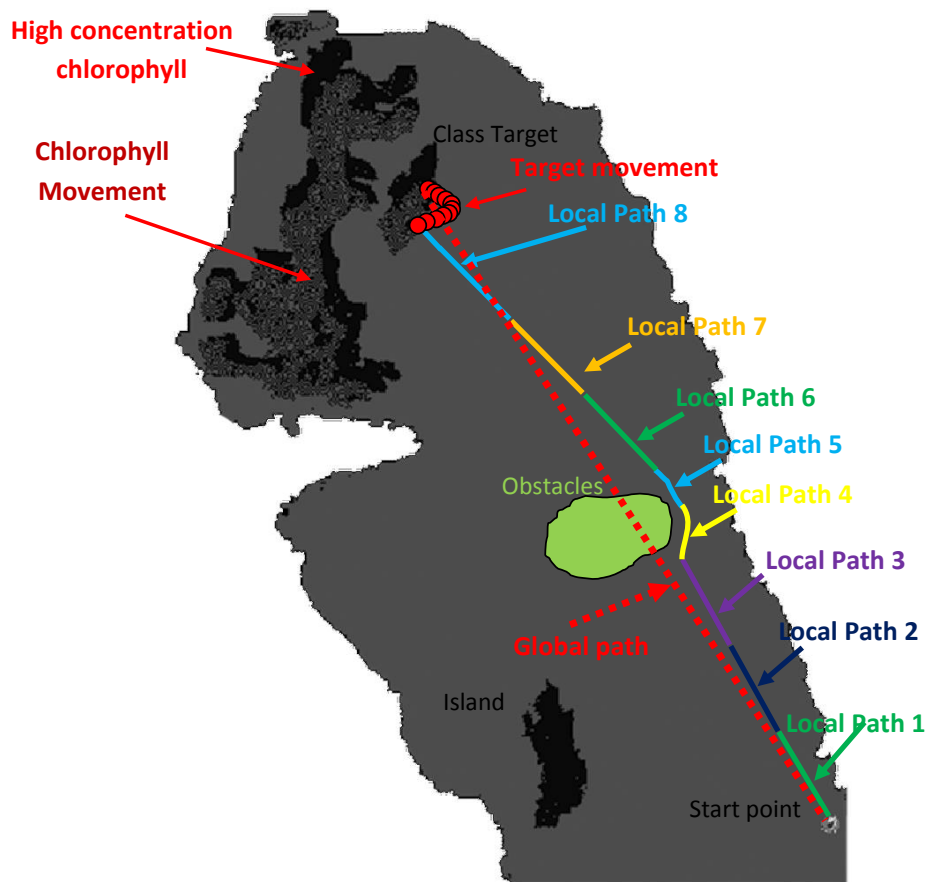 High concentration
chlorophyll
Class Target
Chlorophyll
Movement
Target movement
Local Path 8
Local Path 7
Local Path 6
Local Path 5
Obstacles
Local Path 4
Local Path 3
Local Path 2
Global path
Island
Local Path 1
Start point